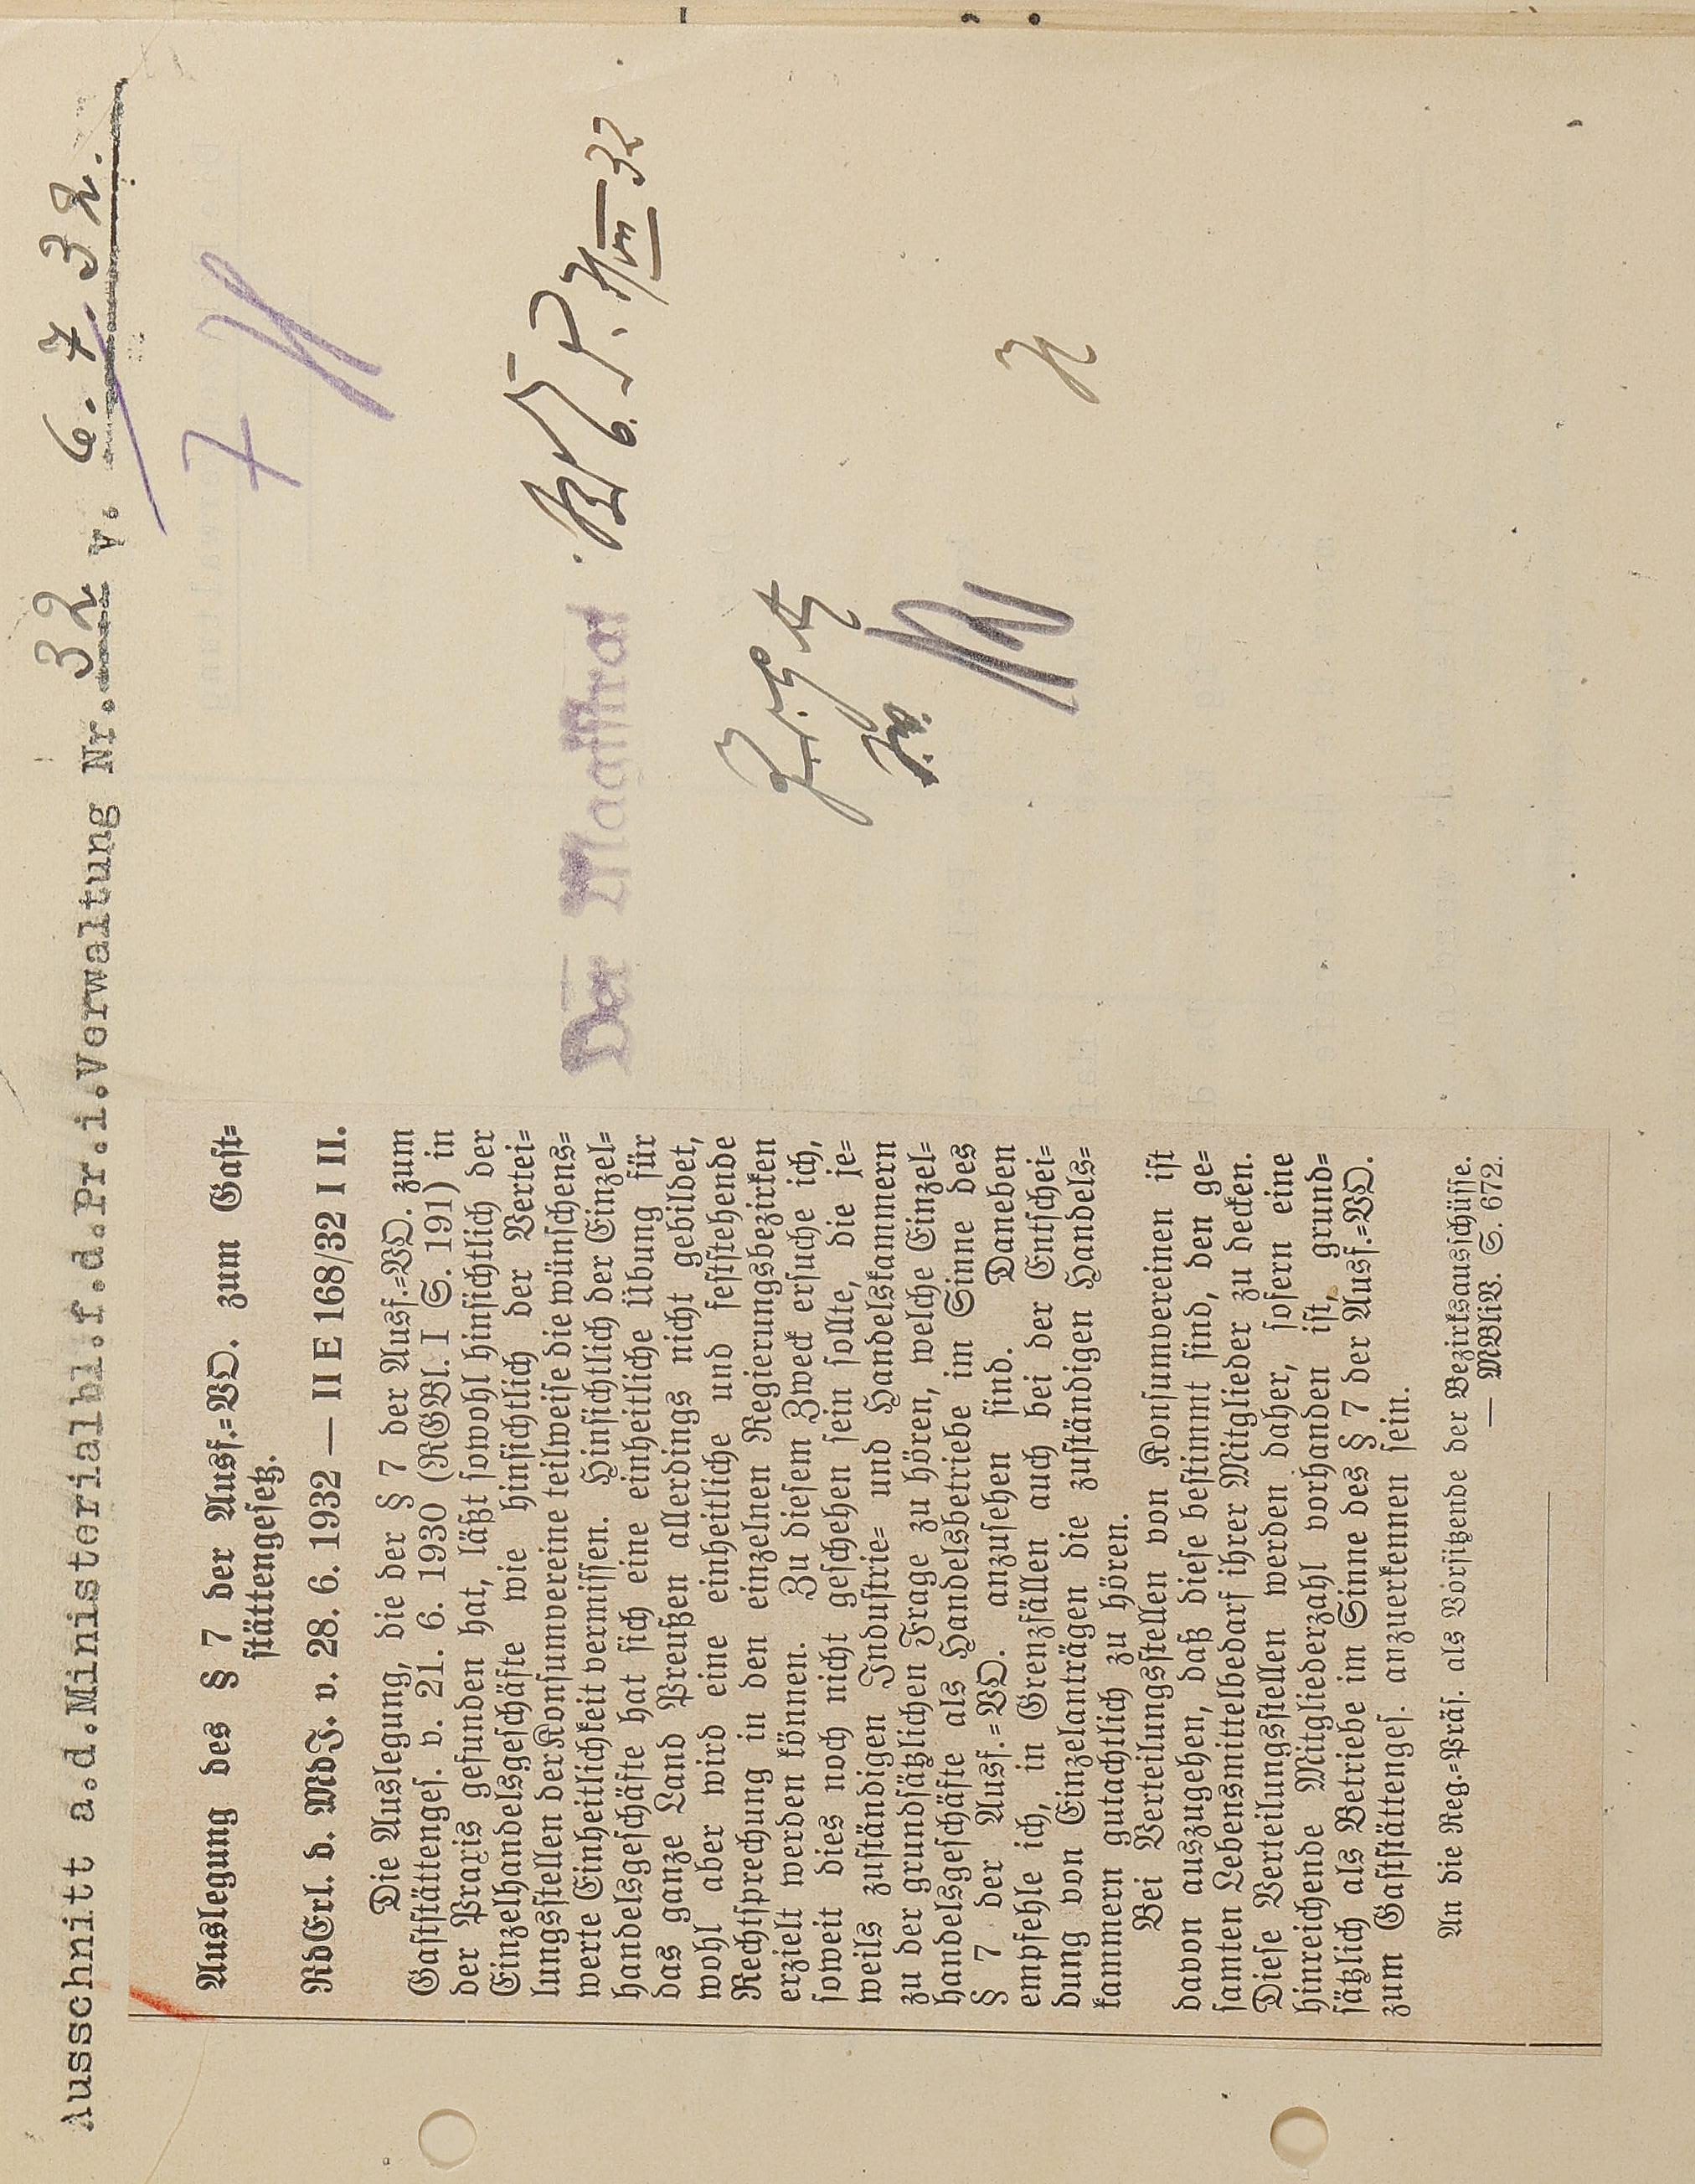 Ausschnitt a.d.Ministerialbl.f.d.Pr.i.Verwaltung Nr. 32 v. 6. 7. 32.
Auslegung des § 7 der Ausf.=VO. zum Gast=
stättengesetz.
RdErl. d. MdJ. v. 28. 6. 1932 — II E 168/32 I II.
Die Auslegung, die der § 7 der Ausf.=VO. zum
Gaststättenges. v. 21. 6. 1930 (RGBl. I S. 191) in
der Praxis gefunden hat, läßt sowohl hinsichtlich der
Einzelhandelsgeschäfte wie hinsichtlich der Vertei=
lungsstellen der Konsumvereine teilweise die wünschens=
werte Einheitlichkeit vermissen. Hinsichtlich der Einzel=
handelsgeschäfte hat sich eine einheitliche Übung für
das ganze Land Preußen allerdings nicht gebildet,
wohl aber wird eine einheitliche und feststehende
Rechtsprechung in den einzelnen Regierungsbezirken
erzielt werden können. Zu diesem Zweck ersuche ich,
soweit dies noch nicht geschehen sein sollte, die je=
weils zuständigen Industrie= und Handelskammern
zu der grundsätzlichen Frage zu hören, welche Einzel=
handelsgeschäfte als Handelsbetriebe im Sinne des
§ 7 der Ausf.=VO. anzusehen sind. Daneben
empfehle ich, in Grenzfällen auch bei der Entschei=
dung von Einzelanträgen die zuständigen Handels=
kammern gutachtlich zu hören.
Bei Verteilungsstellen von Konsumvereinen ist
davon auszugehen, daß diese bestimmt sind, den ge=
samten Lebensmittelbedarf ihrer Mitglieder zu decken.
Diese Verteilungsstellen werden daher, sofern eine
hinreichende Mitgliederzahl vorhanden ist, grund=
sätzlich als Betriebe im Sinne des § 7 der Ausf.=VO.
zum Gaststättenges. anzuerkennen sein.
An die Reg.=Präs. als Vorsitzende der Bezirksausschüsse.
— MBliV. S. 672.
7
Der Magistrat